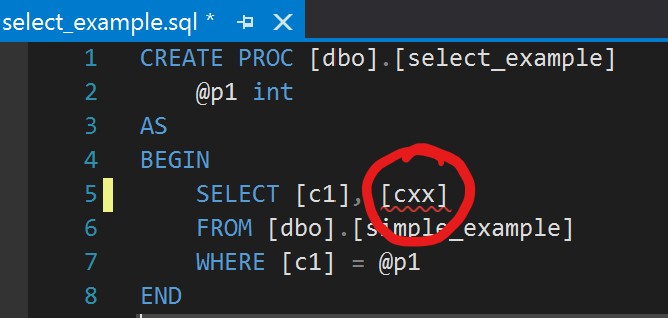 select_example.sql *
1 CREATE PROC [dbo].[select_example]
2 @p1 int
3 AS
4 BEGIN
5 SELECT [c1], [cxx]
6 FROM [dbo].[simple_example]
7 WHERE [c1] = @p1
8 END